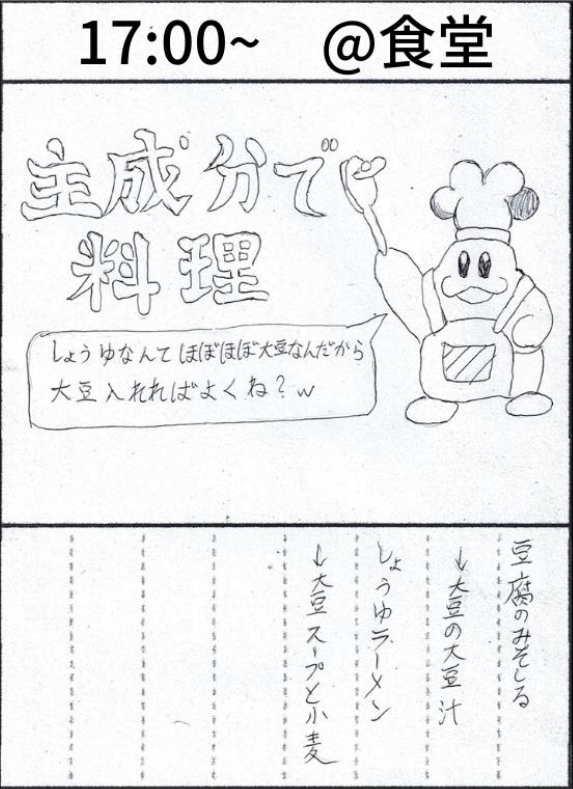 17:00~ @食堂
主成分で
料理
しょうゆなんてほぼほぼ大豆なんだから
大豆入れればよくね？w
豆腐のみそしる
↓大豆の大豆汁
しょうゆラーメン
↓大豆スープと小麦